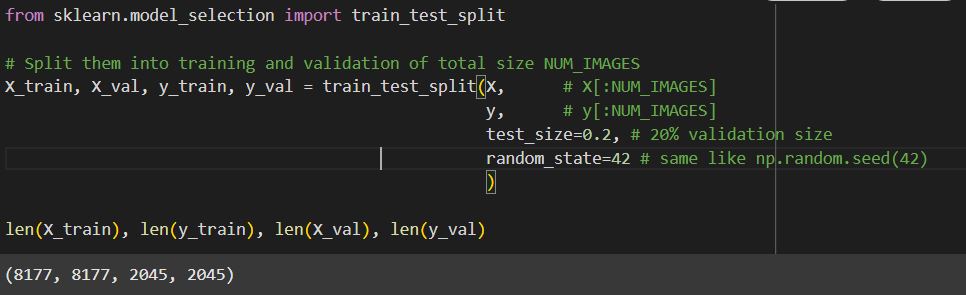 from sklearn.model_selection import train_test_split
# Split them into training and validation of total size NUM_IMAGES
X_train, X_val, y_train, y_val = train_test_split(X, # X[:NUM_IMAGES]
y, # y[:NUM_IMAGES]
test_size=0.2, # 20% validation size
random_state=42 # same like np.random.seed(42)
)
len(X_train), len(y_train), len(X_val), len(y_val)
(8177, 8177, 2045, 2045)